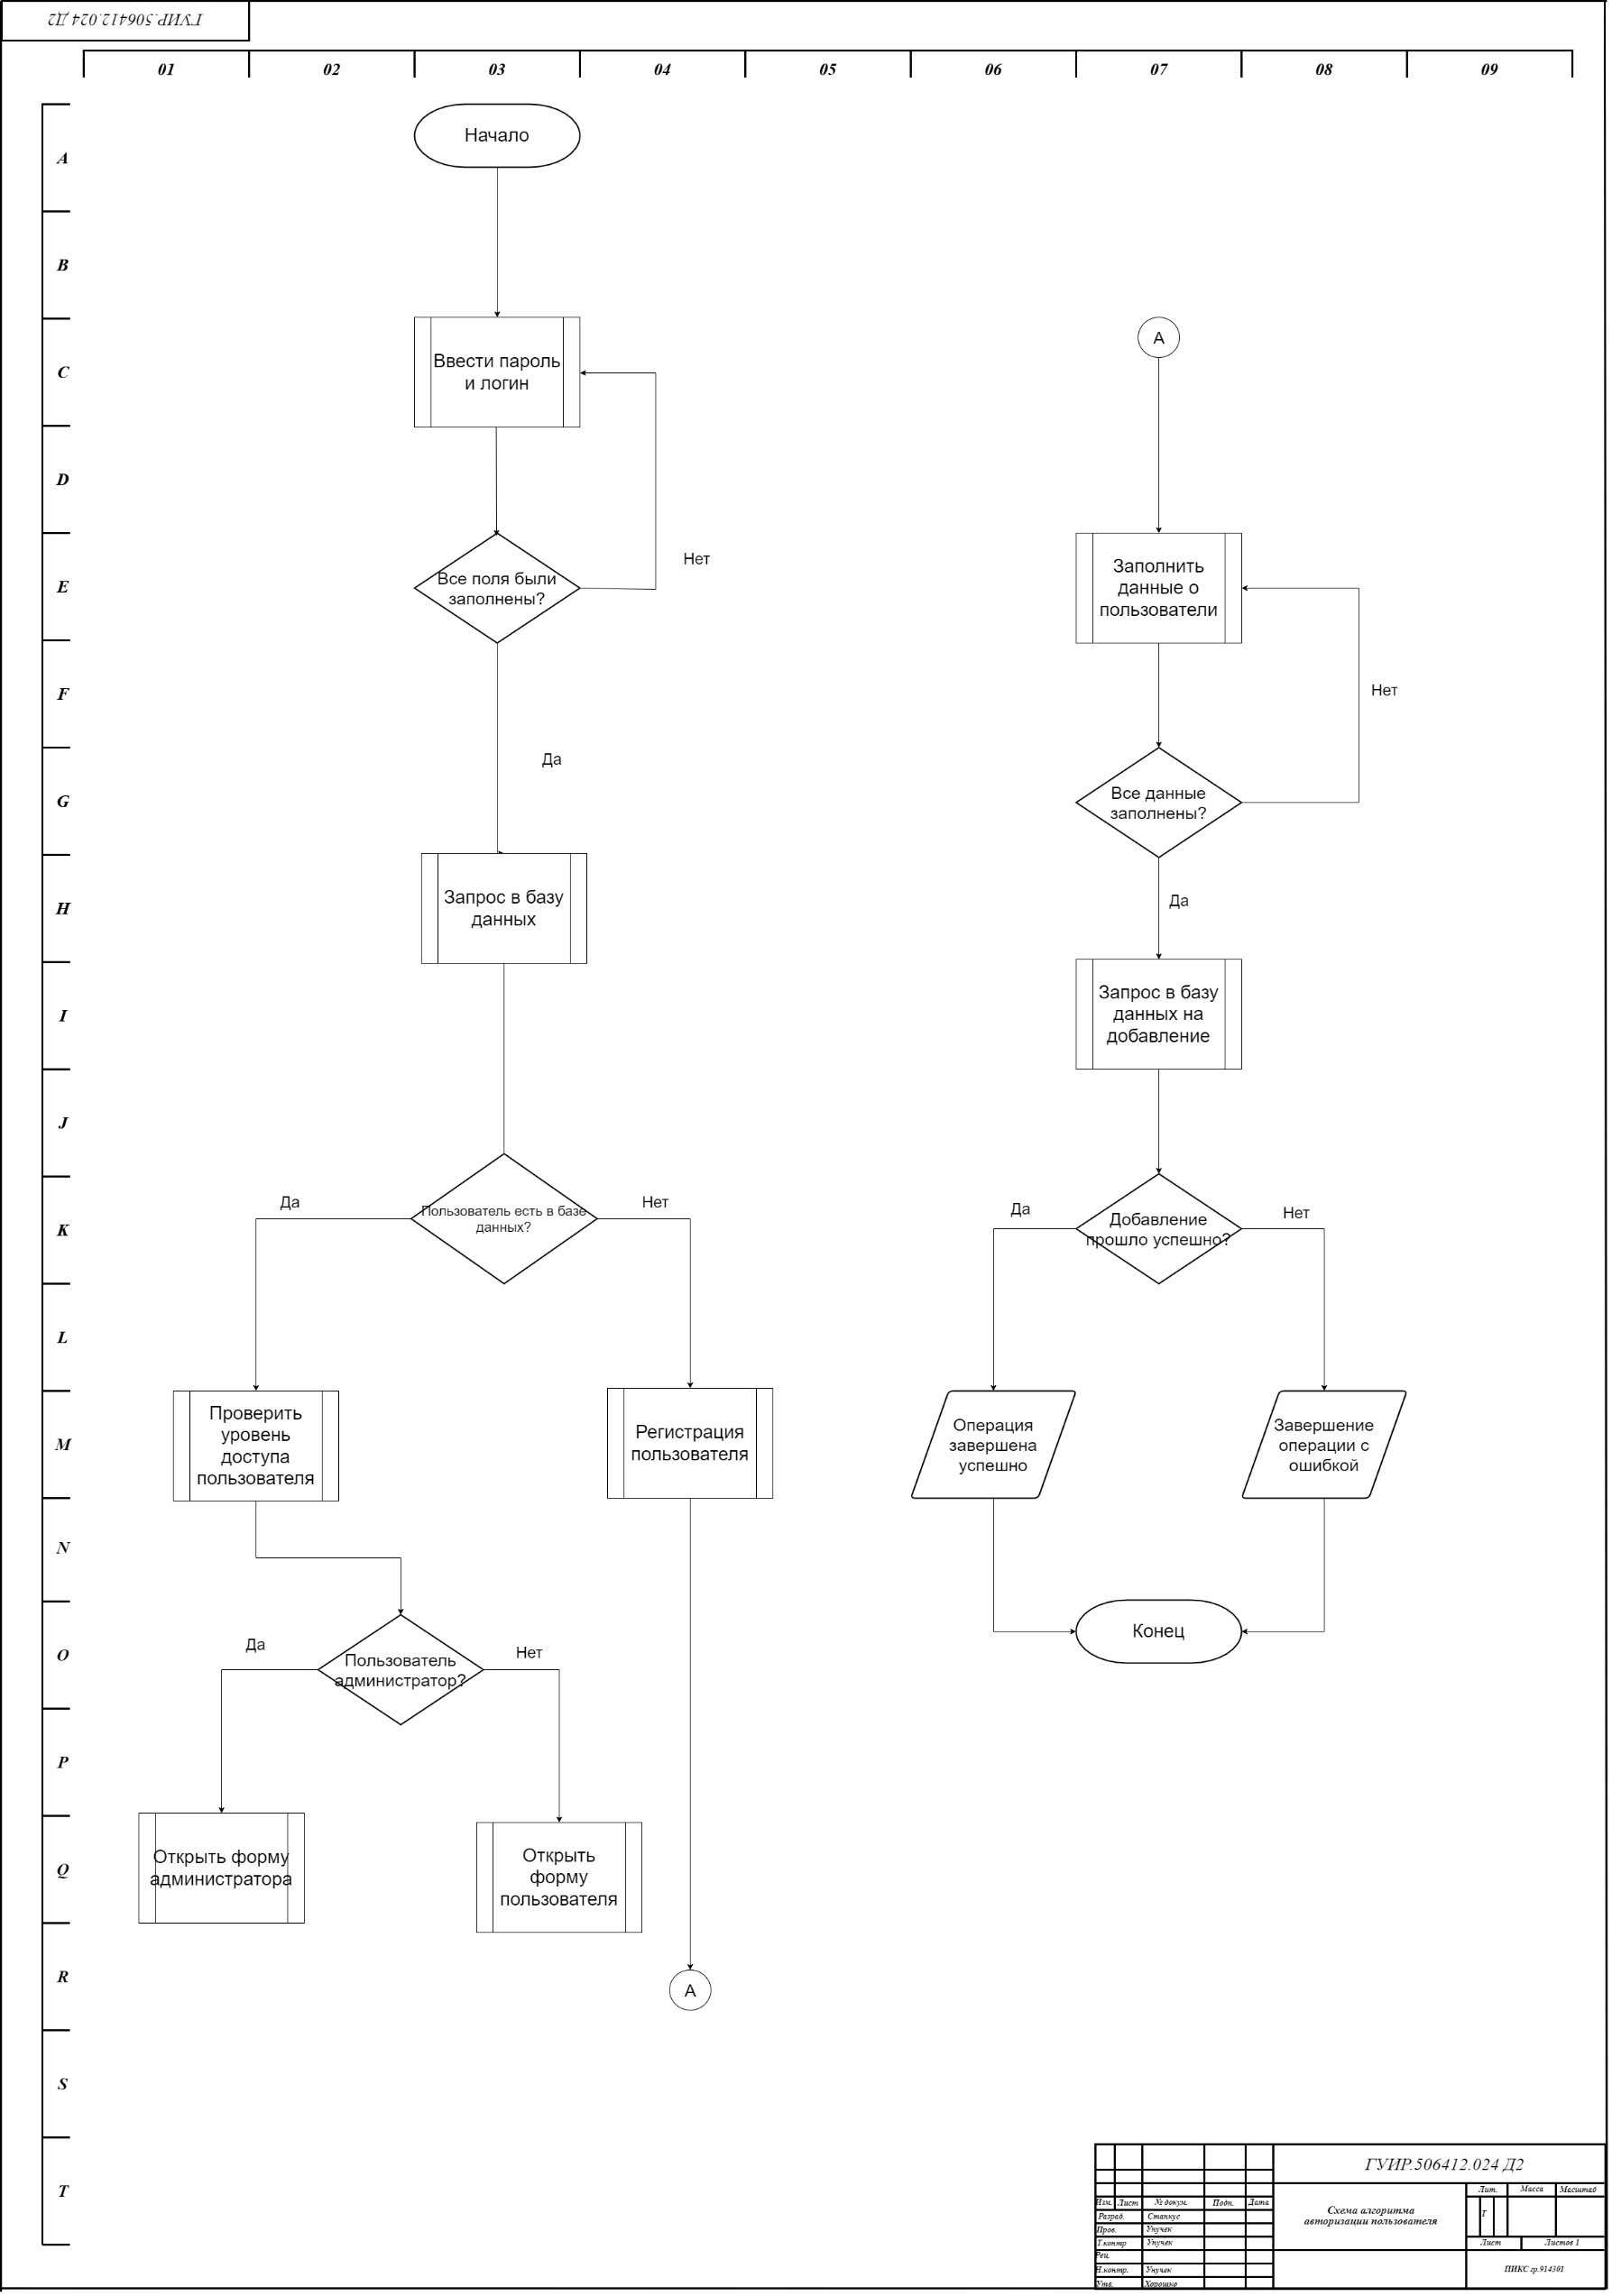 ГУИР.506412.024 Д2
01 02 03 04 05 06 07 08 09
A
B
C
D
E
F
G
H
I
J
K
L
M
N
O
P
Q
R
S
T
Начало
Ввести пароль
и логин
Все поля были
заполнены?
Нет
Да
Запрос в базу
данных
Пользователь есть в базе
данных?
Да
Нет
Проверить
уровень
доступа
пользователя
Регистрация
пользователя
Пользователь
администратор?
Да
Нет
Открыть форму
администратора
Открыть
форму
пользователя
А
А
Заполнить
данные о
пользователи
Нет
Все данные
заполнены?
Да
Запрос в базу
данных на
добавление
Добавление
прошло успешно?
Да
Нет
Операция
завершена
успешно
Завершение
операции с
ошибкой
Конец
ГУИР.506412.024 Д2
Изм. Лист № докум. Подп. Дата
Разраб. Станкус
Пров. Унучек
Т.контр Унучек
Рец.
Н.контр. Унучек
Утв. Хорошко
Схема алгоритма
авторизации пользователя
Лит. Масса Масштаб
Т
Лист Листов 1
ПИКС гр.914301